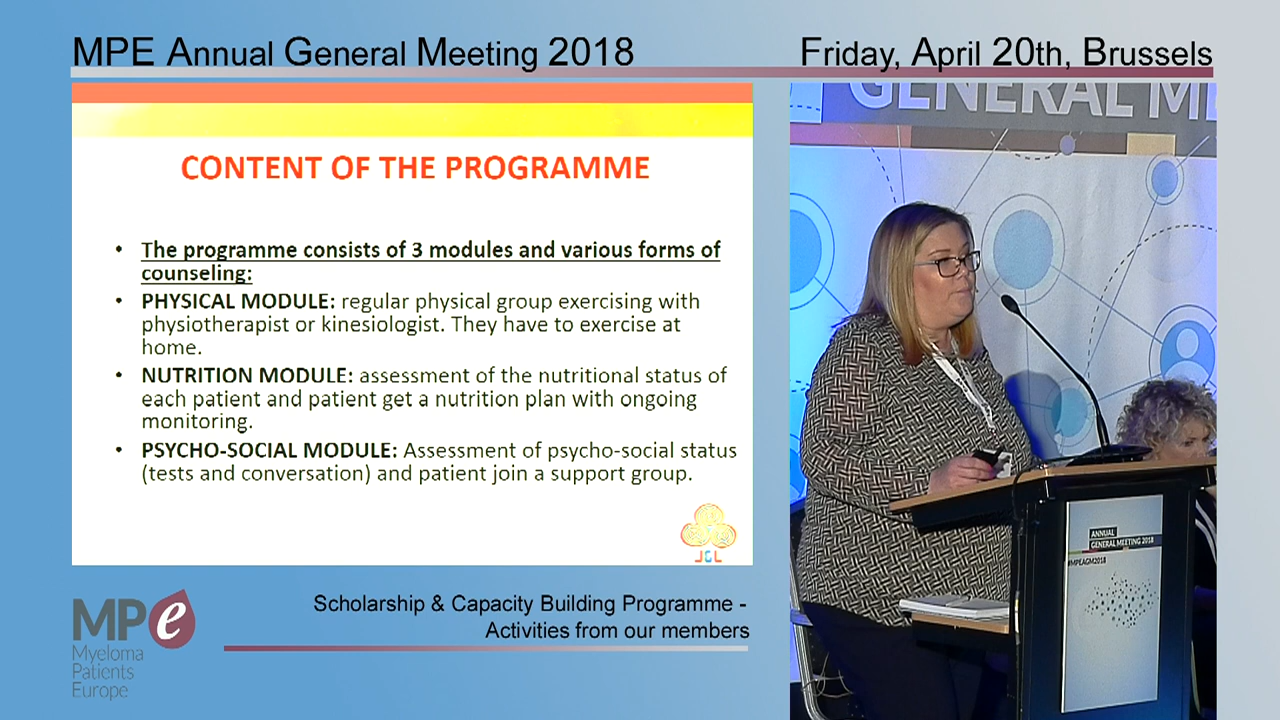 MPE Annual General Meeting 2018
Friday, April 20th, Brussels
CONTENT OF THE PROGRAMME
• The programme consists of 3 modules and various forms of
counseling:
• PHYSICAL MODULE: regular physical group exercising with
physiotherapist or kinesiologist. They have to exercise at
home.
• NUTRITION MODULE: assessment of the nutritional status of
each patient and patient get a nutrition plan with ongoing
monitoring.
• PSYCHO-SOCIAL MODULE: Assessment of psycho-social status
(tests and conversation) and patient join a support group.
JGL
GENERAL ME
ANNUAL
GENERAL MEETING 2018
#MPEAGM2018
MPe
Myeloma
Patients
Europe
Scholarship & Capacity Building Programme -
Activities from our members